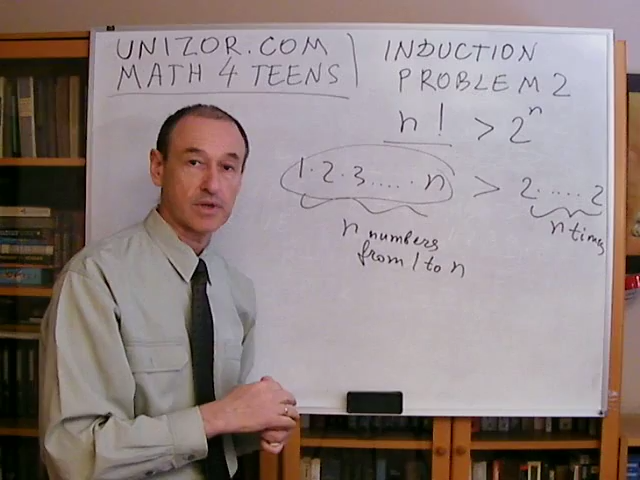 UNIZOR.COM
MATH 4 TEENS
INDUCTION
PROBLEM 2
n! > 2ⁿ
1·2·3.....·n > 2·....·2
n numbers
from 1 to n
n times